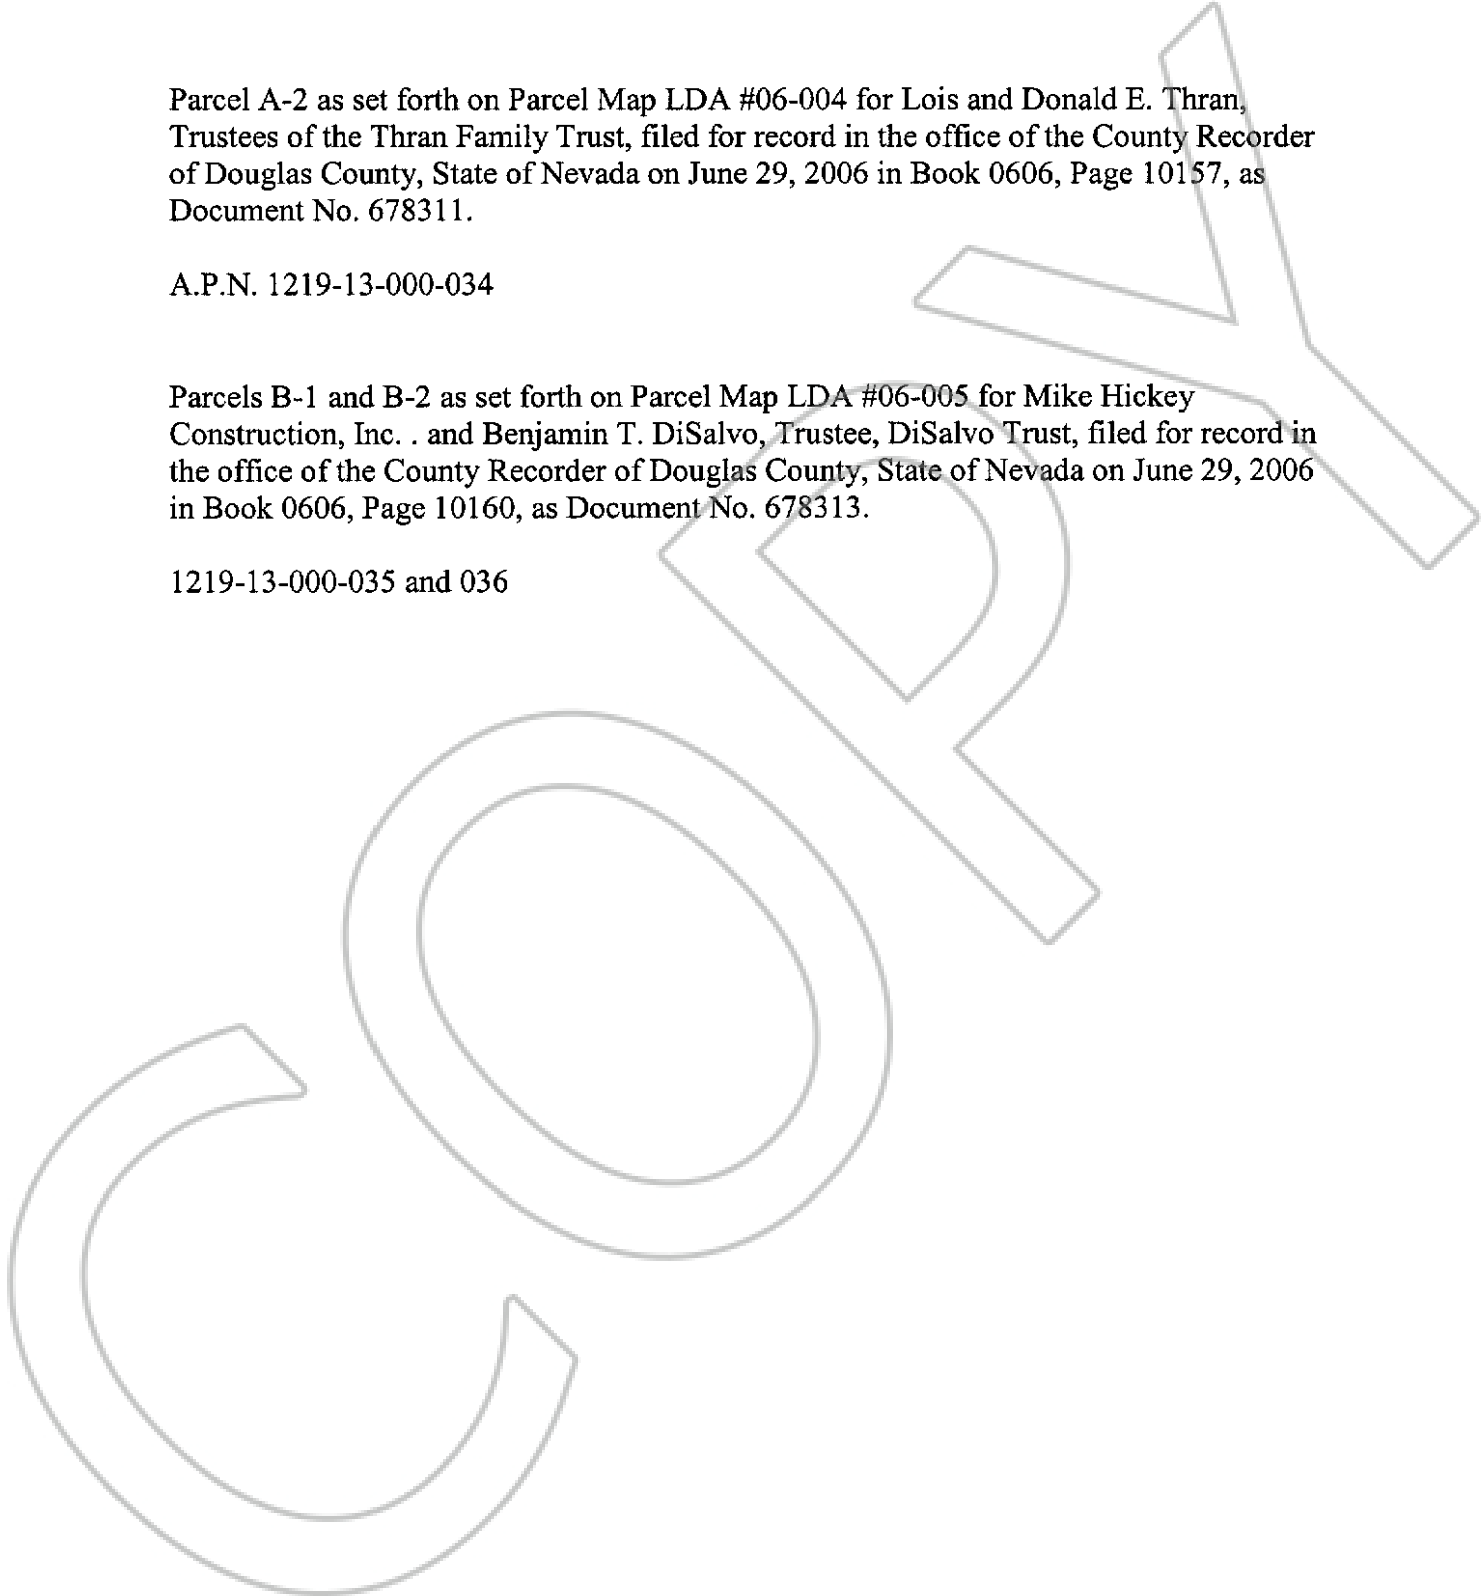 Parcel A-2 as set forth on Parcel Map LDA #06-004 for Lois and Donald E. Thran,
Trustees of the Thran Family Trust, filed for record in the office of the County Recorder
of Douglas County, State of Nevada on June 29, 2006 in Book 0606, Page 10157, as
Document No. 678311.
A.P.N. 1219-13-000-034
Parcels B-1 and B-2 as set forth on Parcel Map LDA #06-005 for Mike Hickey
Construction, Inc. . and Benjamin T. DiSalvo, Trustee, DiSalvo Trust, filed for record in
the office of the County Recorder of Douglas County, State of Nevada on June 29, 2006
in Book 0606, Page 10160, as Document No. 678313.
1219-13-000-035 and 036
COPY